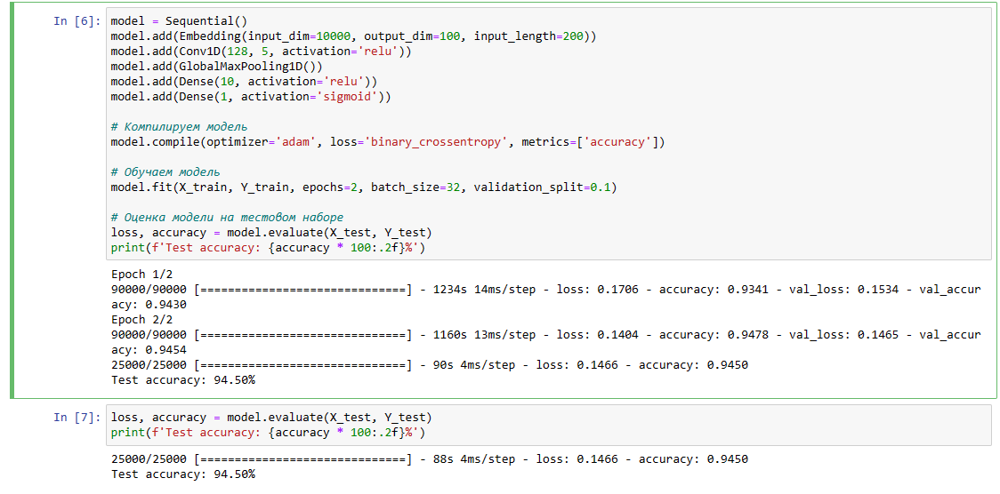 In [6]: model = Sequential()
model.add(Embedding(input_dim=10000, output_dim=100, input_length=200))
model.add(Conv1D(128, 5, activation='relu'))
model.add(GlobalMaxPooling1D())
model.add(Dense(10, activation='relu'))
model.add(Dense(1, activation='sigmoid'))
# Компилируем модель
model.compile(optimizer='adam', loss='binary_crossentropy', metrics=['accuracy'])
# Обучаем модель
model.fit(X_train, Y_train, epochs=2, batch_size=32, validation_split=0.1)
# Оценка модели на тестовом наборе
loss, accuracy = model.evaluate(X_test, Y_test)
print(f'Test accuracy: {accuracy * 100:.2f}%')
Epoch 1/2
90000/90000 [==============================] - 1234s 14ms/step - loss: 0.1706 - accuracy: 0.9341 - val_loss: 0.1534 - val_accur
acy: 0.9430
Epoch 2/2
90000/90000 [==============================] - 1160s 13ms/step - loss: 0.1404 - accuracy: 0.9478 - val_loss: 0.1465 - val_accur
acy: 0.9454
25000/25000 [==============================] - 90s 4ms/step - loss: 0.1466 - accuracy: 0.9450
Test accuracy: 94.50%
In [7]: loss, accuracy = model.evaluate(X_test, Y_test)
print(f'Test accuracy: {accuracy * 100:.2f}%')
25000/25000 [==============================] - 88s 4ms/step - loss: 0.1466 - accuracy: 0.9450
Test accuracy: 94.50%